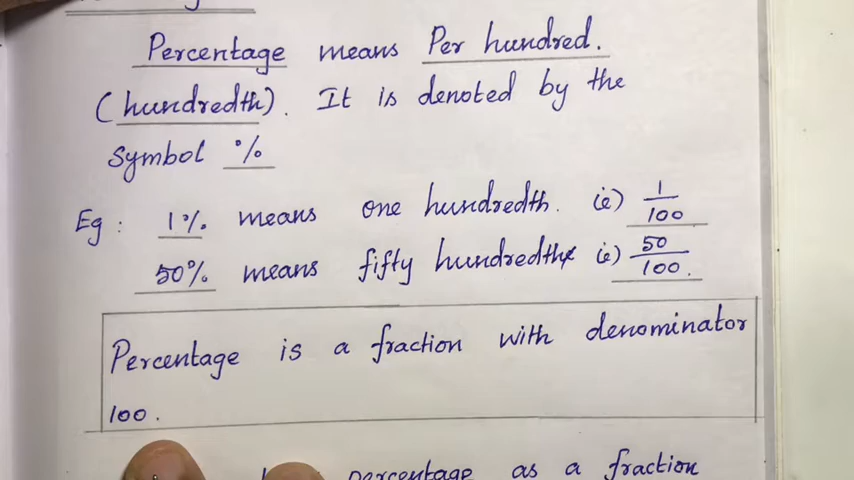 Percentage means Per hundred.
(hundredth). It is denoted by the
symbol %
Eg : 1% means one hundredth. (ie) 1/100
50% means fifty hundredth (ie) 50/100.
Percentage is a fraction with denominator
100.
percentage as a fraction